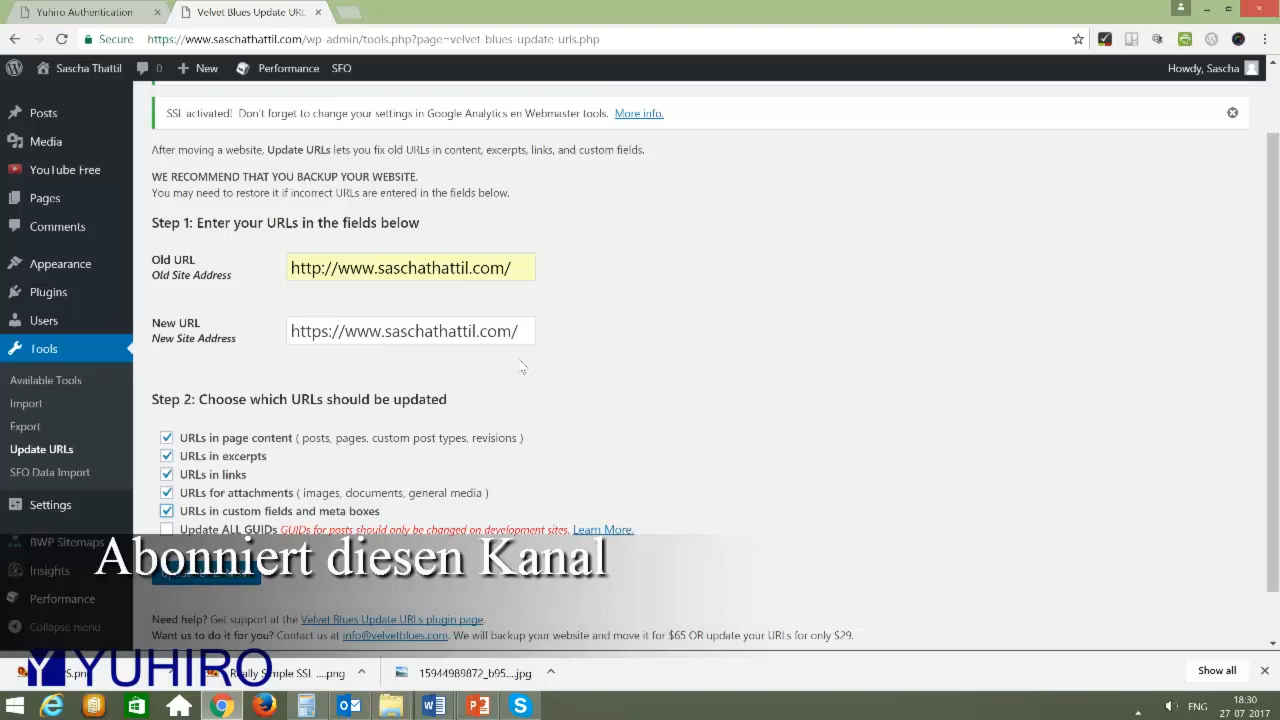 Yuhiro Authentication
Velvet Blues Update URL
Secure
https://www.saschathattil.com/wp-admin/tools.php?page=velvet-blues-update-urls.php
Sascha Thattil
0
New
Performance
SEO
Howdy, Sascha
Posts
Media
YouTube Free
Pages
Comments
Appearance
Plugins
Users
Tools
Available Tools
Import
Export
Update URLs
SEO Data Import
Settings
BWP Sitemaps
Insights
Performance
Collapse menu
SSL activated! Don't forget to change your settings in Google Analytics en Webmaster tools. More info.
After moving a website, Update URLs lets you fix old URLs in content, excerpts, links, and custom fields.
WE RECOMMEND THAT YOU BACKUP YOUR WEBSITE.
You may need to restore it if incorrect URLs are entered in the fields below.
Step 1: Enter your URLs in the fields below
Old URL
Old Site Address
http://www.saschathattil.com/
New URL
New Site Address
https://www.saschathattil.com/
Step 2: Choose which URLs should be updated
URLs in page content ( posts, pages, custom post types, revisions )
URLs in excerpts
URLs in links
URLs for attachments ( images, documents, general media )
URLs in custom fields and meta boxes
Update ALL GUIDs GUIDs for posts should only be changed on development sites. Learn More.
Abonniert diesen Kanal
Need help? Get support at the Velvet Blues Update URLs plugin page.
Want us to do it for you? Contact us at info@velvetblues.com. We will backup your website and move it for $65 OR update your URLs for only $29.
YUHIRO
Really Simple SSL ....png
15944989872_b95....jpg
Show all
ENG
18:30
27-07-2017